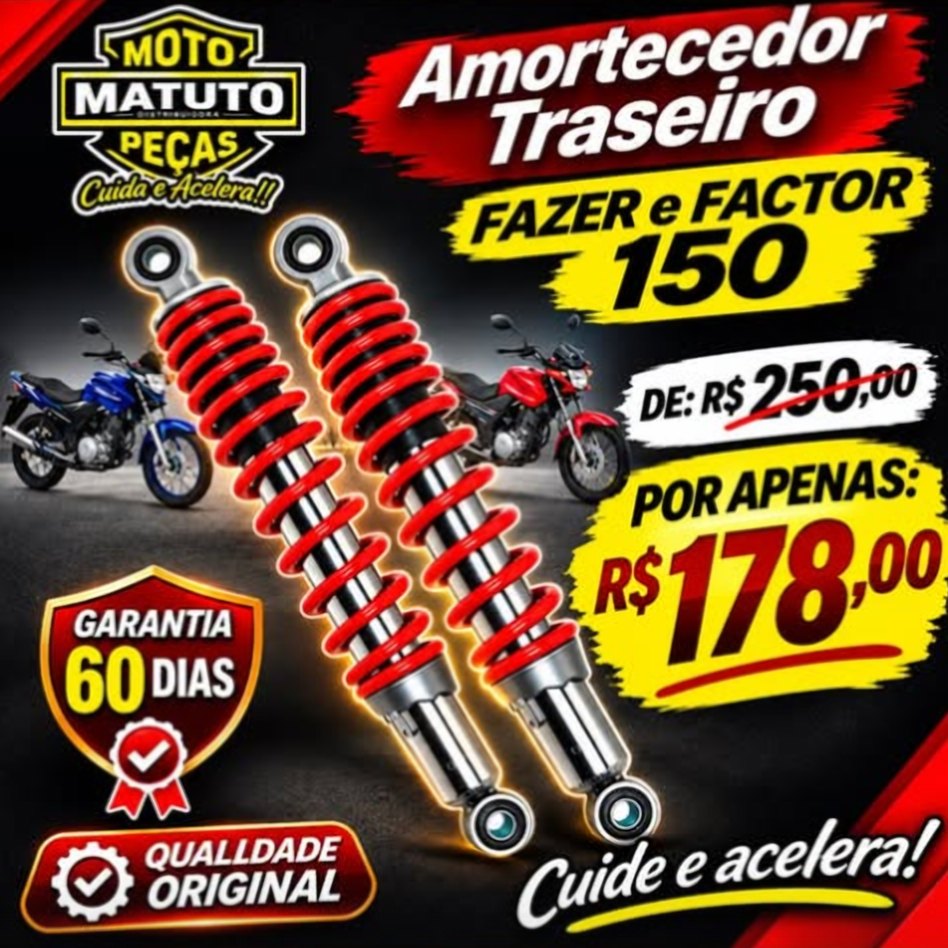 MOTO
MATUTO
DISTRIBUIDORA
PEÇAS
Cuida e Acelera!!
Amortecedor
Traseiro
FAZER e FACTOR
150
DE: R$ 250,00
POR APENAS:
R$ 178,00
GARANTIA
60 DIAS
QUALLDADE
ORIGINAL
Cuide e acelera!